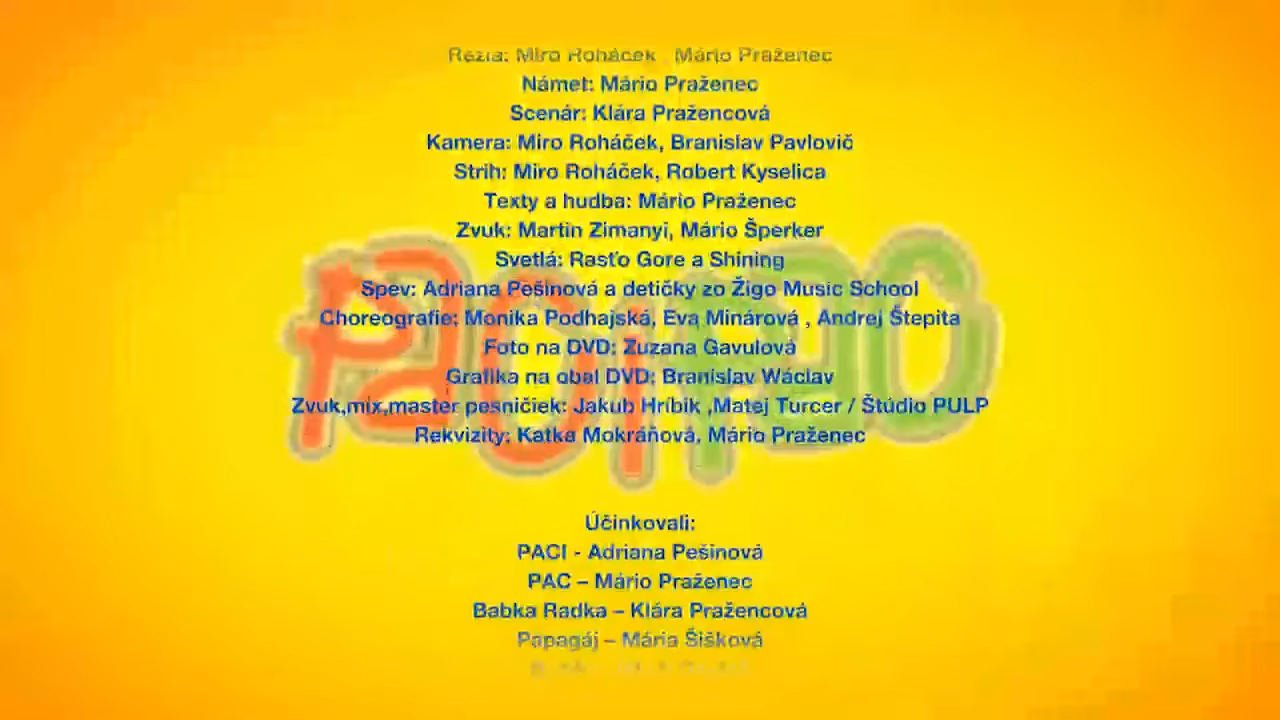 Réžia: Miro Roháček , Mário Praženec
Námet: Mário Praženec
Scenár: Klára Pražencová
Kamera: Miro Roháček, Branislav Pavlovič
Strih: Miro Roháček, Robert Kyselica
Texty a hudba: Mário Praženec
Zvuk: Martin Zimanyi, Mário Šperker
Svetlá: Rasťo Gore a Shining
Spev: Adriana Pešinová a detičky zo Žigo Music School
Choreografie: Monika Podhajská, Eva Minárová , Andrej Štepita
Foto na DVD: Zuzana Gavulová
Grafika na obal DVD: Branislav Wáclav
Zvuk,mix,master pesničiek: Jakub Hríbik ,Matej Turcer / Štúdio PULP
Rekvizity: Katka Mokráňová, Mário Praženec
Účinkovali:
PACI - Adriana Pešinová
PAC – Mário Praženec
Babka Radka – Klára Pražencová
Papagáj – Mária Šišková